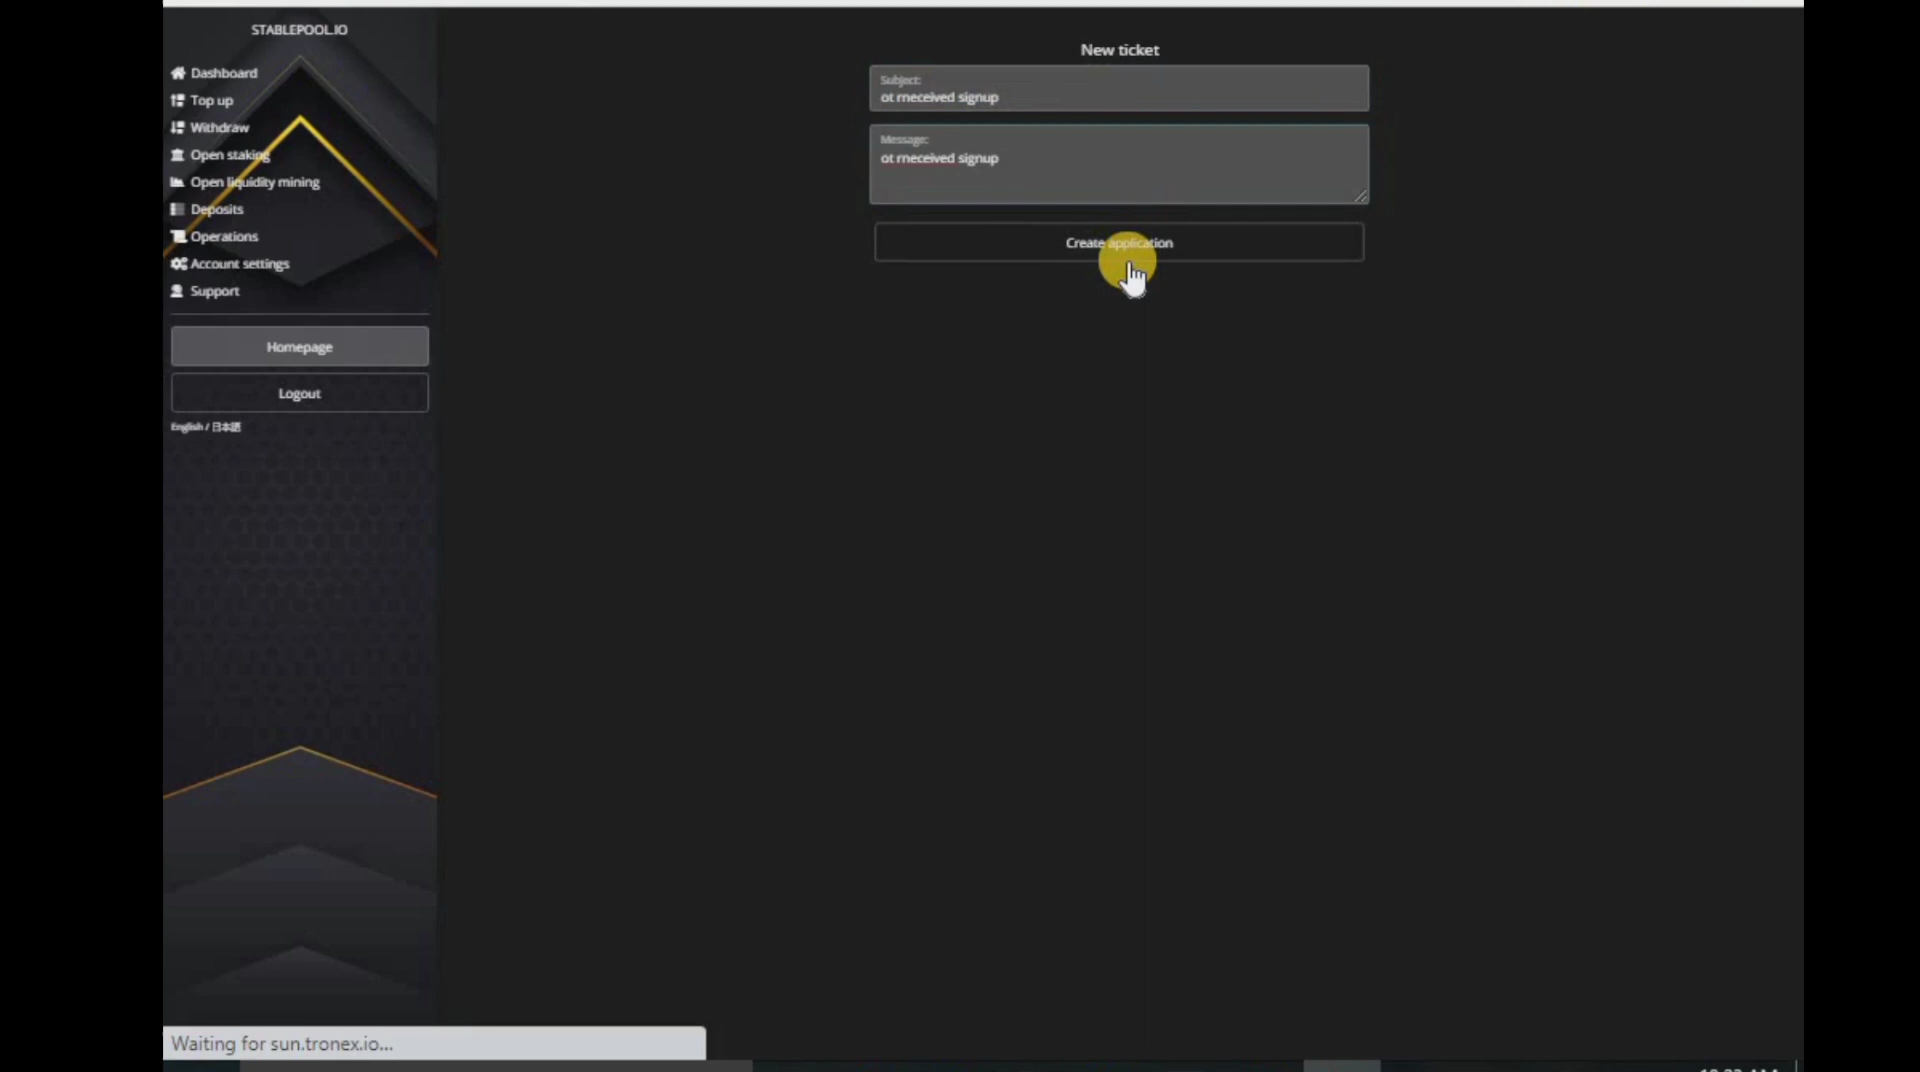 STABLEPOOL.IO
Dashboard
Top up
Withdraw
Open staking
Open liquidity mining
Deposits
Operations
Account settings
Support
Homepage
Logout
English / 日本語
New ticket
Subject:
ot rneceived signup
Message:
ot rneceived signup
Create application
Waiting for sun.tronex.io...